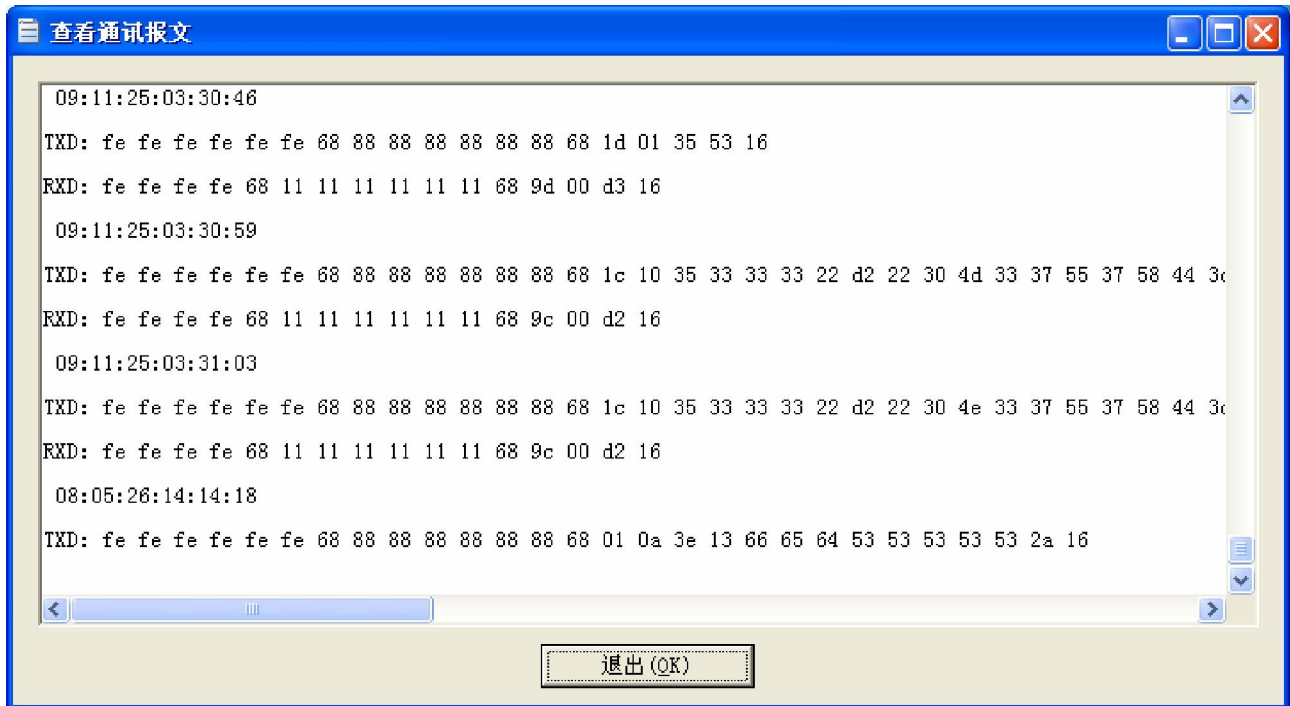 查看通讯报文
09:11:25:03:30:46
TXD: fe fe fe fe fe fe 68 88 88 88 88 88 88 68 1d 01 35 53 16
RXD: fe fe fe fe 68 11 11 11 11 11 11 68 9d 00 d3 16
09:11:25:03:30:59
TXD: fe fe fe fe fe fe 68 88 88 88 88 88 88 68 1c 10 35 33 33 33 22 d2 22 30 4d 33 37 55 37 58 44
RXD: fe fe fe fe 68 11 11 11 11 11 11 68 9c 00 d2 16
09:11:25:03:31:03
TXD: fe fe fe fe fe fe 68 88 88 88 88 88 88 68 1c 10 35 33 33 33 22 d2 22 30 4e 33 37 55 37 58 44
RXD: fe fe fe fe 68 11 11 11 11 11 11 68 9c 00 d2 16
08:05:26:14:14:18
TXD: fe fe fe fe fe fe 68 88 88 88 88 88 88 68 01 0a 3e 13 66 65 64 53 53 53 53 53 2a 16
退出(OK)